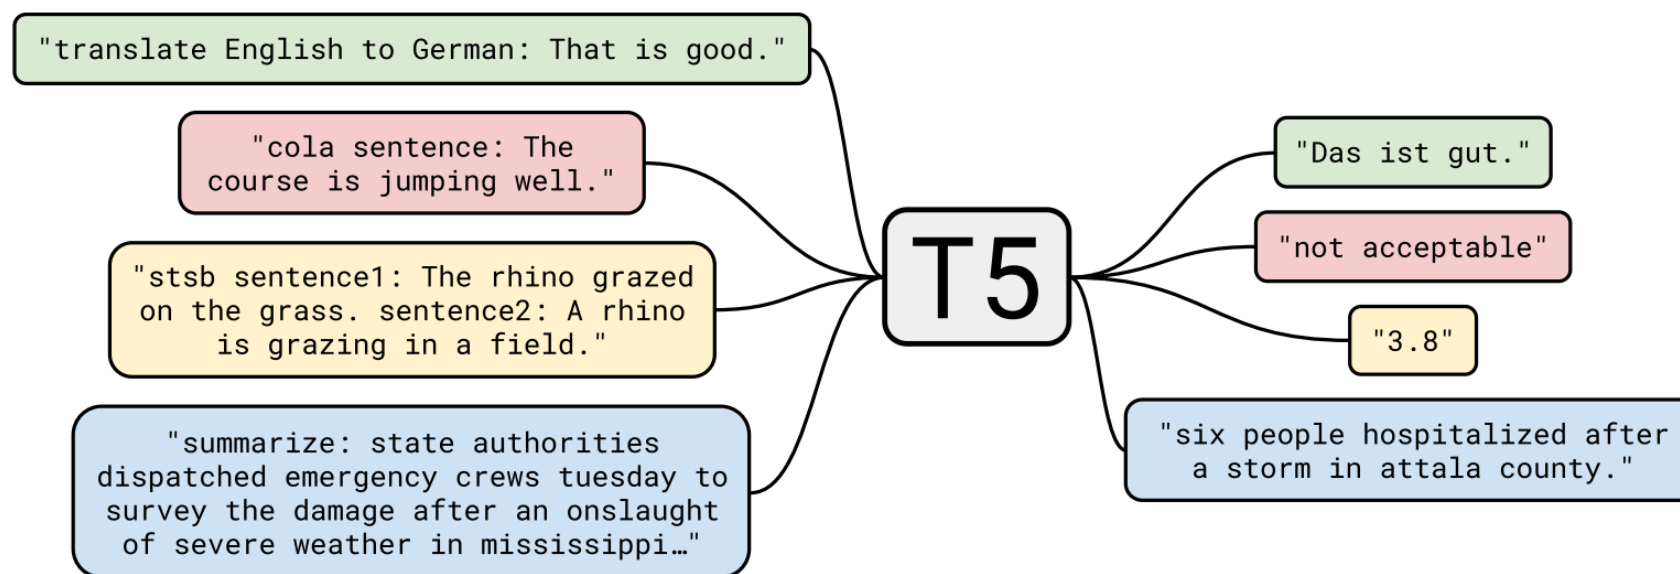 "translate English to German: That is good."
"cola sentence: The
course is jumping well."
"stsb sentence1: The rhino grazed
on the grass. sentence2: A rhino
is grazing in a field."
"summarize: state authorities
dispatched emergency crews tuesday to
survey the damage after an onslaught
of severe weather in mississippi…"
T5
"Das ist gut."
"not acceptable"
"3.8"
"six people hospitalized after
a storm in attala county."